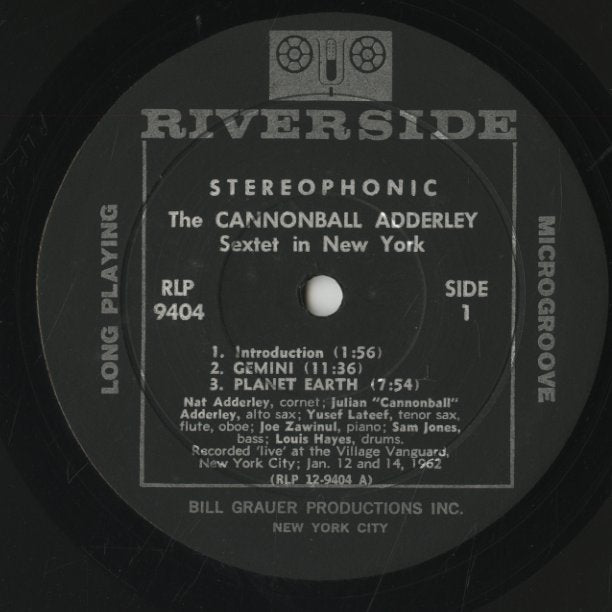 RIVERSIDE
STEREOPHONIC
The CANNONBALL ADDERLEY
Sextet in New York
LONG PLAYING
MICROGROOVE
RLP
9404
SIDE
1
1. Introduction (1:56)
2. GEMINI (11:36)
3. PLANET EARTH (7:54)
Nat Adderley, cornet; Julian "Cannonball"
Adderley, alto sax; Yusef Lateef, tenor sax,
flute, oboe; Joe Zawinul, piano; Sam Jones,
bass; Louis Hayes, drums.
Recorded 'live' at the Village Vanguard,
New York City; Jan. 12 and 14, 1962
(RLP 12-9404 A)
BILL GRAUER PRODUCTIONS INC.
NEW YORK CITY